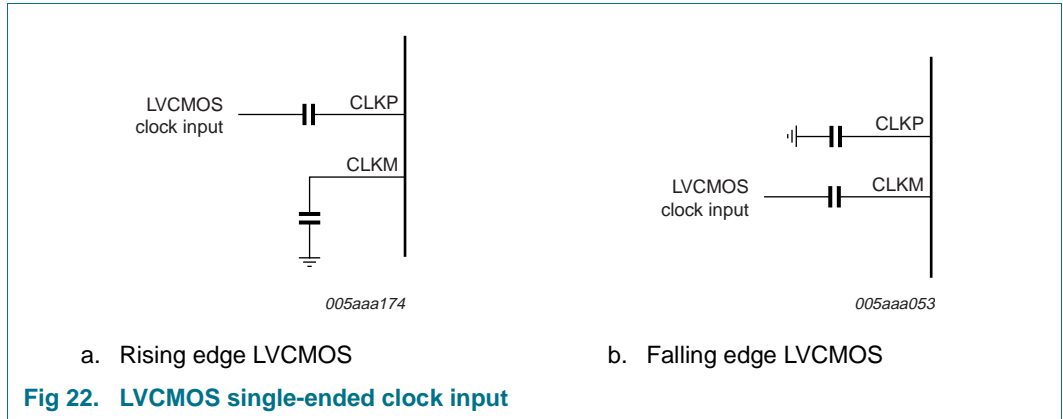 LVCMOS
clock input
CLKP
CLKM
005aaa174
a. Rising edge LVCMOS
CLKP
LVCMOS
clock input
CLKM
005aaa053
b. Falling edge LVCMOS
Fig 22. LVCMOS single-ended clock input